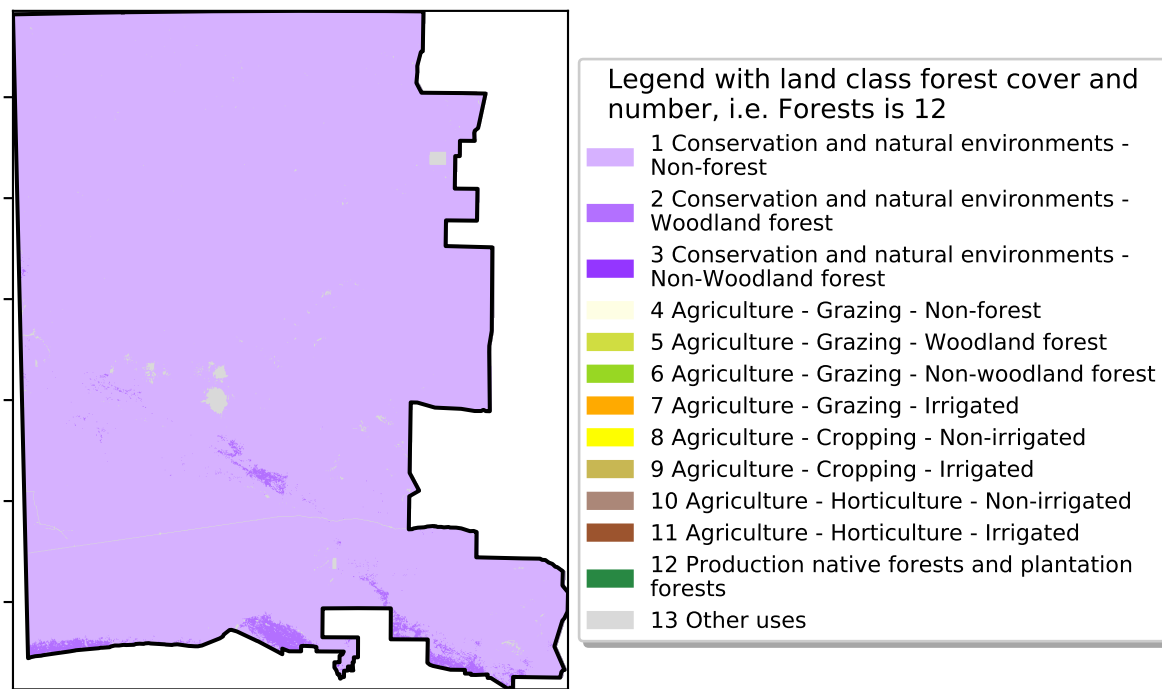 Legend with land class forest cover and
number, i.e. Forests is 12
1 Conservation and natural environments -
Non-forest
2 Conservation and natural environments -
Woodland forest
3 Conservation and natural environments -
Non-Woodland forest
4 Agriculture - Grazing - Non-forest
5 Agriculture - Grazing - Woodland forest
6 Agriculture - Grazing - Non-woodland forest
7 Agriculture - Grazing - Irrigated
8 Agriculture - Cropping - Non-irrigated
9 Agriculture - Cropping - Irrigated
10 Agriculture - Horticulture - Non-irrigated
11 Agriculture - Horticulture - Irrigated
12 Production native forests and plantation
forests
13 Other uses